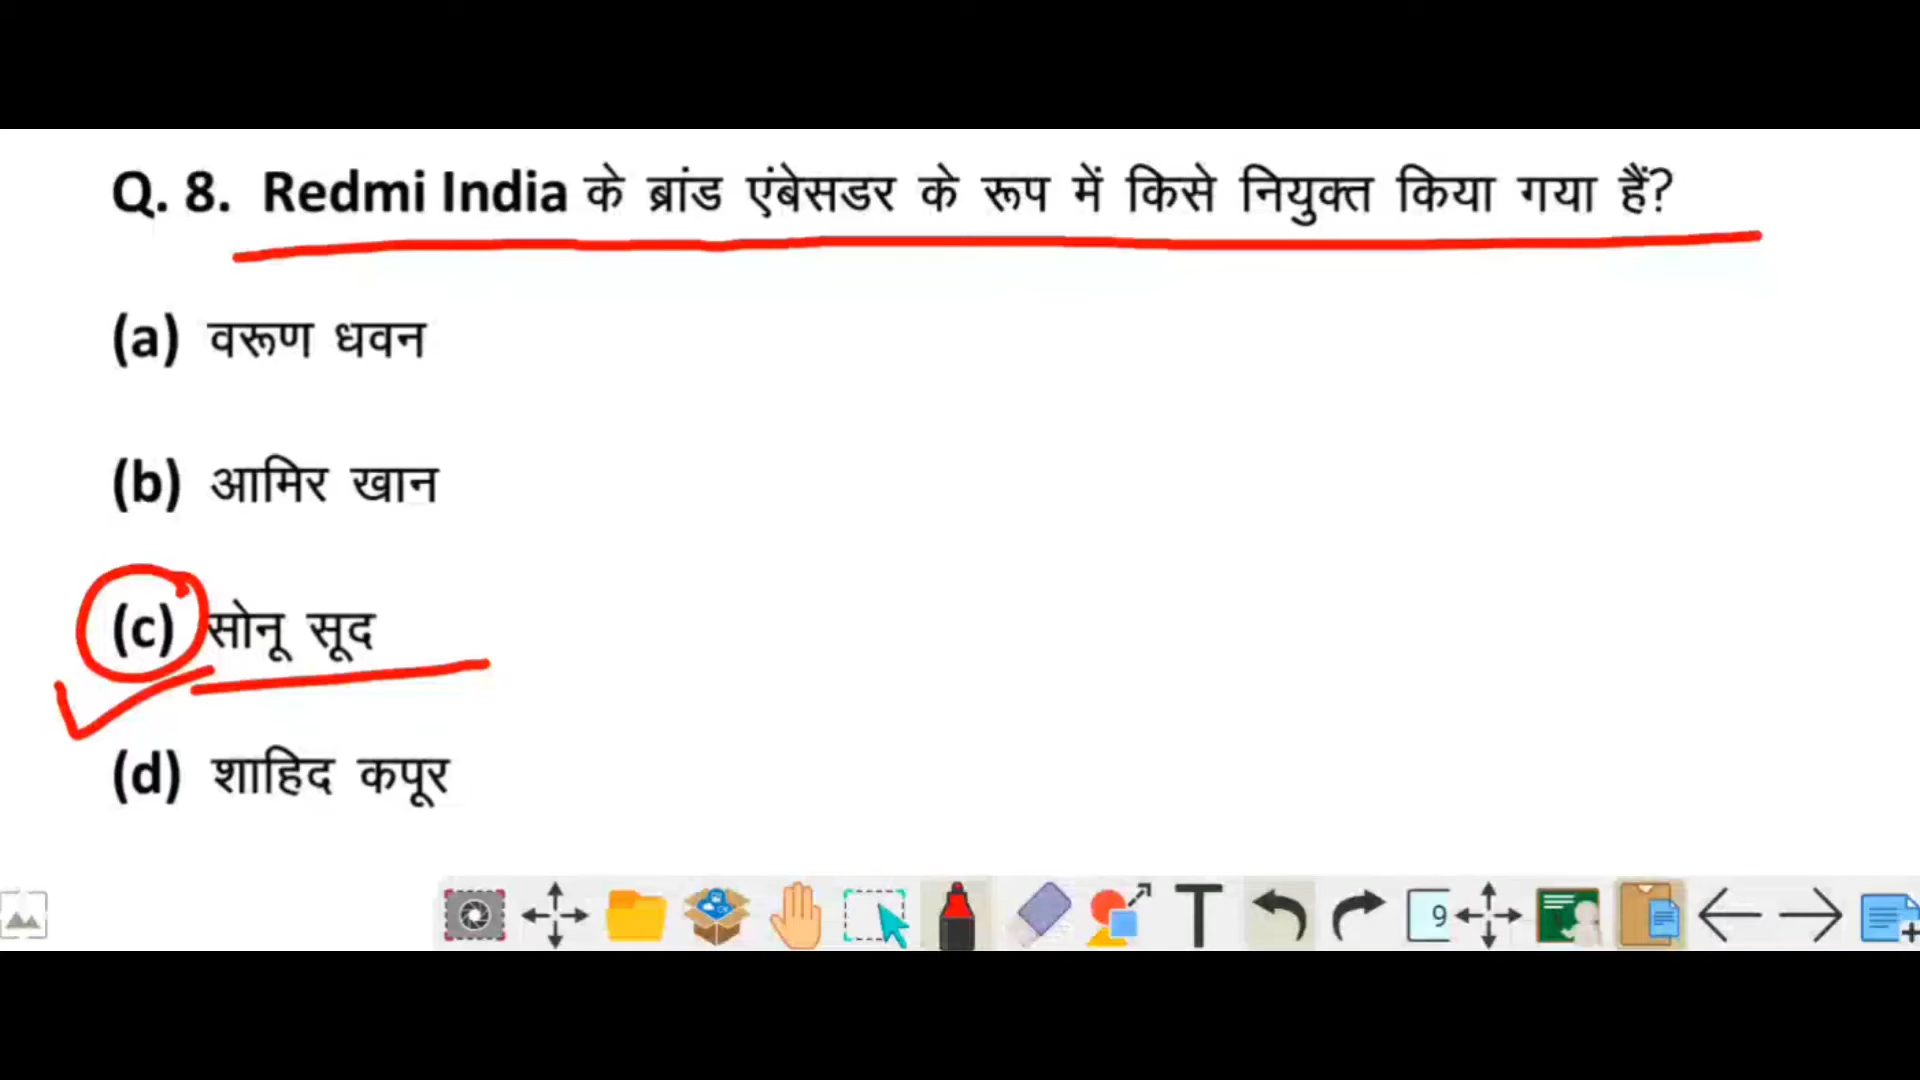 Q. 8. Redmi India के ब्रांड एंबेसडर के रूप में किसे नियुक्त किया गया हैं?
(a) वरूण धवन
(b) आमिर खान
(c) सोनू सूद
(d) शाहिद कपूर
T 9